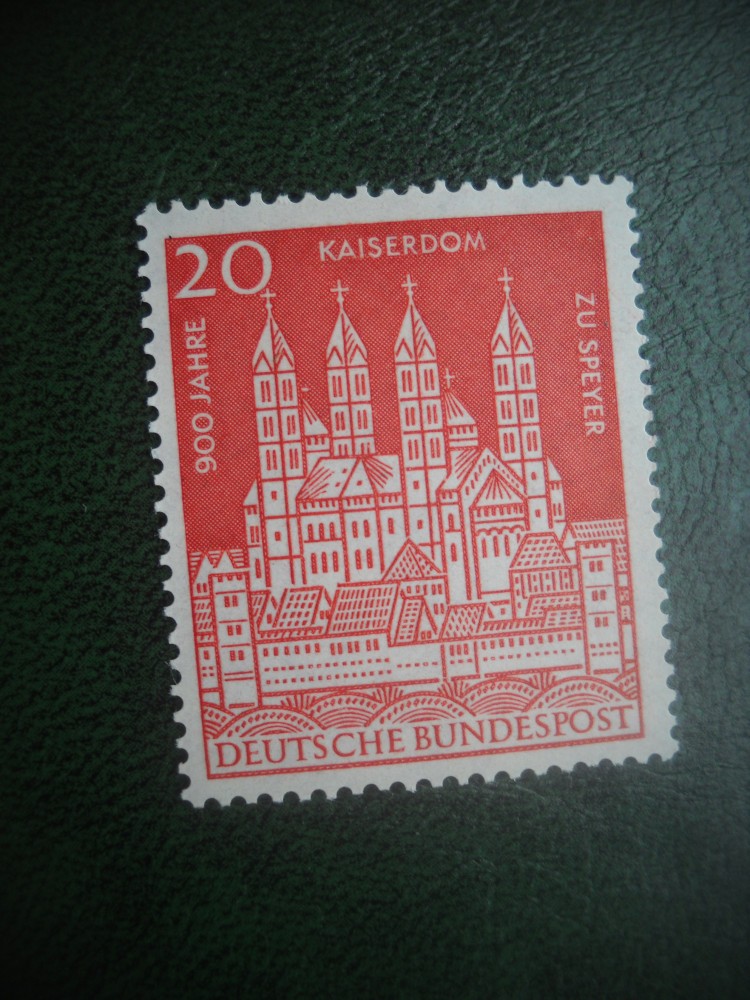 20
900 JAHRE
KAISERDOM
ZU SPEYER
DEUTSCHE BUNDESPOST